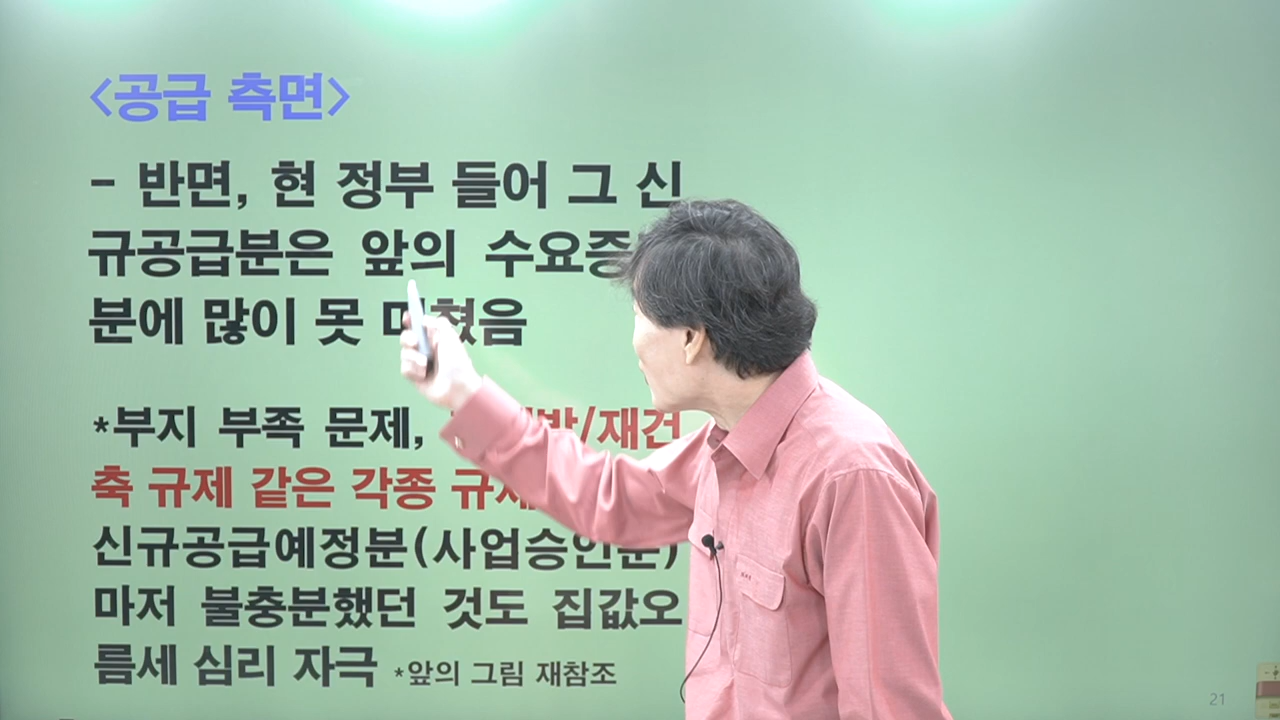 <공급 측면>
- 반면, 현 정부 들어 그 신
규공급분은 앞의 수요증
분에 많이 못 미쳤음
*부지 부족 문제, /재건
축 규제 같은 각종 규제
신규공급예정분(사업승인분)
마저 불충분했던 것도 집값오
름세 심리 자극 *앞의 그림 재참조
21